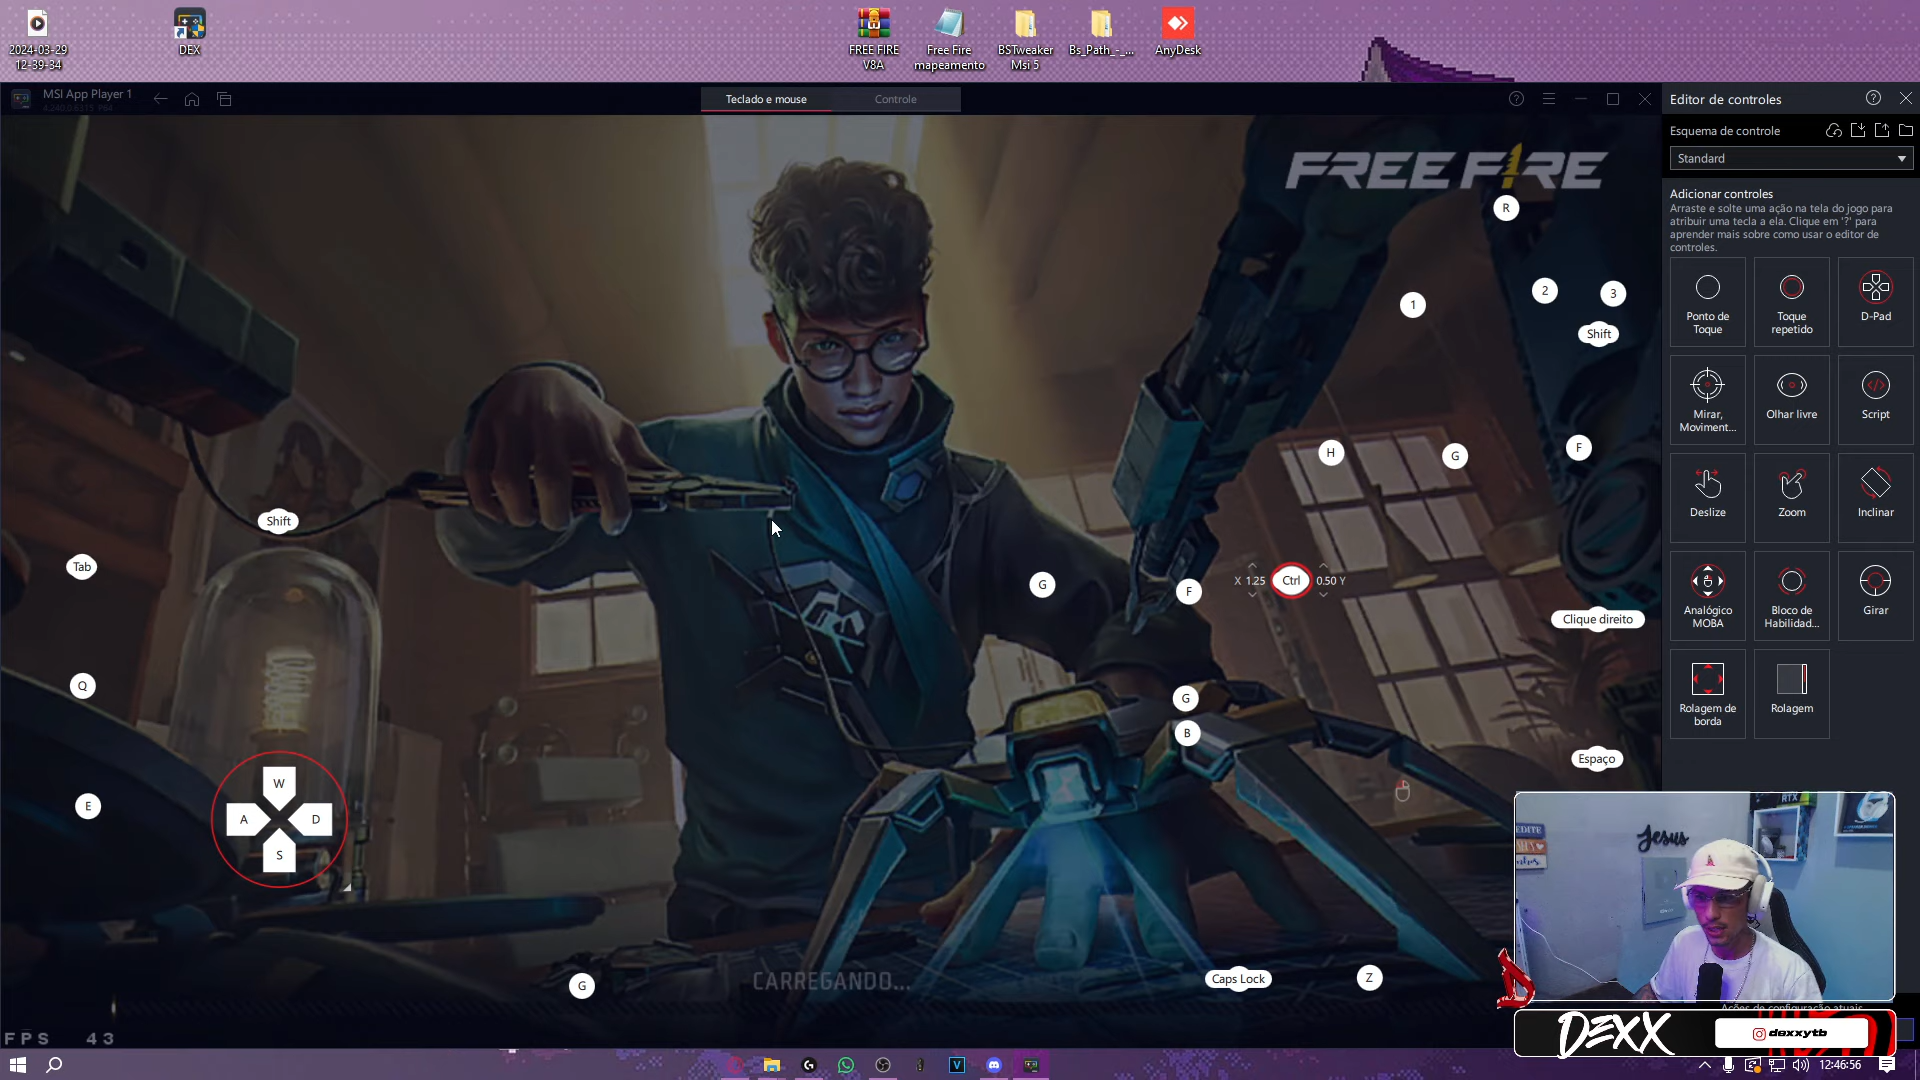 2024-03-29
12-39-34
DEX
FREE FIRE
V8A
Free Fire
mapeamento
BSTweaker
Msi 5
Bs_Path_-_...
AnyDesk
MSI App Player 1
Teclado e mouse
Controle
Editor de controles
Esquema de controle
Standard
Adicionar controles
Arraste e solte uma ação na tela do jogo para
atribuir uma tecla a ela. Clique em '?' para
aprender mais sobre como usar o editor de
controles.
Ponto de
Toque
Toque
repetido
D-Pad
Mirar,
Moviment...
Olhar livre
Script
Deslize
Zoom
Inclinar
Analógico
MOBA
Bloco de
Habilidad...
Girar
Rolagem de
borda
Rolagem
FREE FIRE
R
1
2
3
Shift
H
G
F
Shift
Tab
G
F
X 1.25
Ctrl
0.50 Y
Clique direito
Q
G
B
Espaço
E
W
A
D
S
G
CARREGANDO...
Caps Lock
Z
FPS 43
Jesus
RTX
Ações de configuração atuais
DEXX
dexxytb
12:46:56